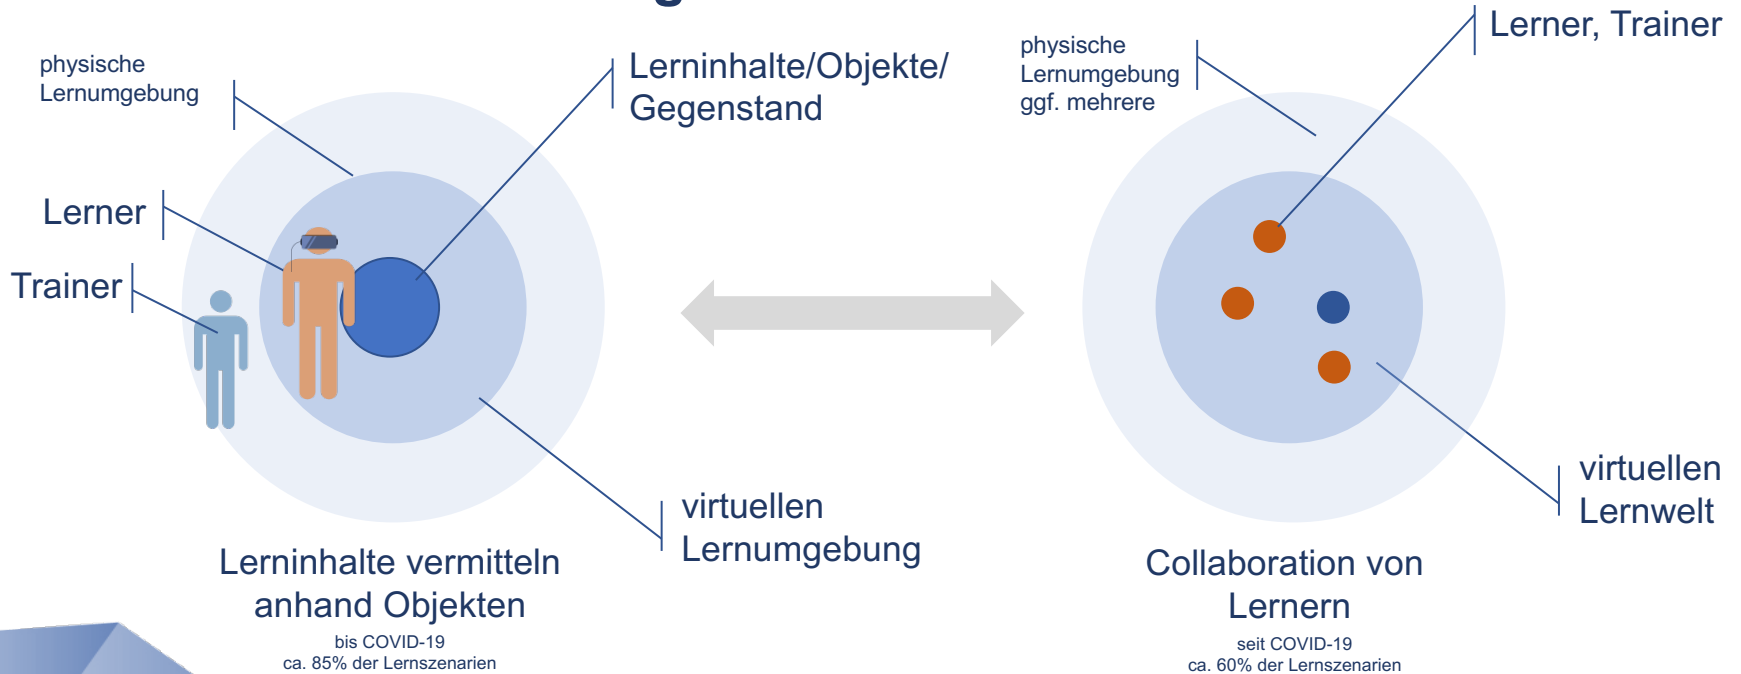 physische
Lernumgebung
Lerninhalte/Objekte/
Gegenstand
Lerner
Trainer
virtuellen
Lernumgebung
Lerninhalte vermitteln
anhand Objekten
bis COVID-19
ca. 85% der Lernszenarien
Lerner, Trainer
physische
Lernumgebung
ggf. mehrere
virtuellen
Lernwelt
Collaboration von
Lernern
seit COVID-19
ca. 60% der Lernszenarien